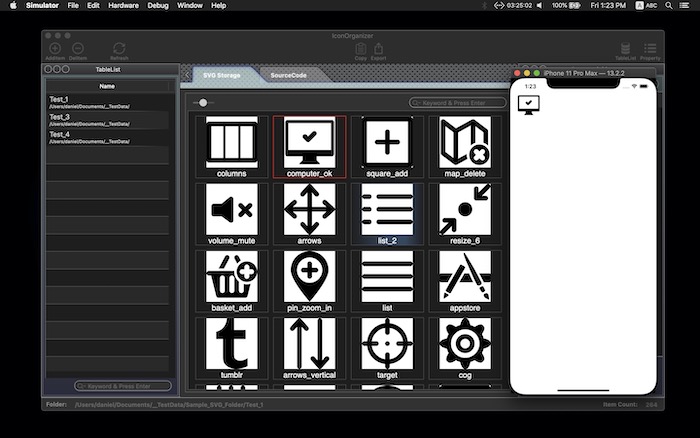 Simulator File Edit Hardware Debug Window Help 03:25:02 100% Fri 1:23 PM A ABC
IconOrganizer
Addition Deletion Refresh Copy Export TableList Property
TableList
SVG Storage SourceCode
iPhone 11 Pro Max — 13.2.2
Name
1:23
Keyword & Press Enter
Test_1
/Users/daniel/Documents/__TestData/
Test_3
/Users/daniel/Documents/__TestData/
Test_4
/Users/daniel/Documents/__TestData/
columns computer_ok square_add map_delete
volume_mute arrows list_2 resize_6
basket_add pin_zoom_in list appstore
tumblr arrows_vertical target cog
Keyword & Press Enter
Folder: /Users/daniel/Documents/__TestData/Sample_SVG_Folder/Test_1 Item Count: 264